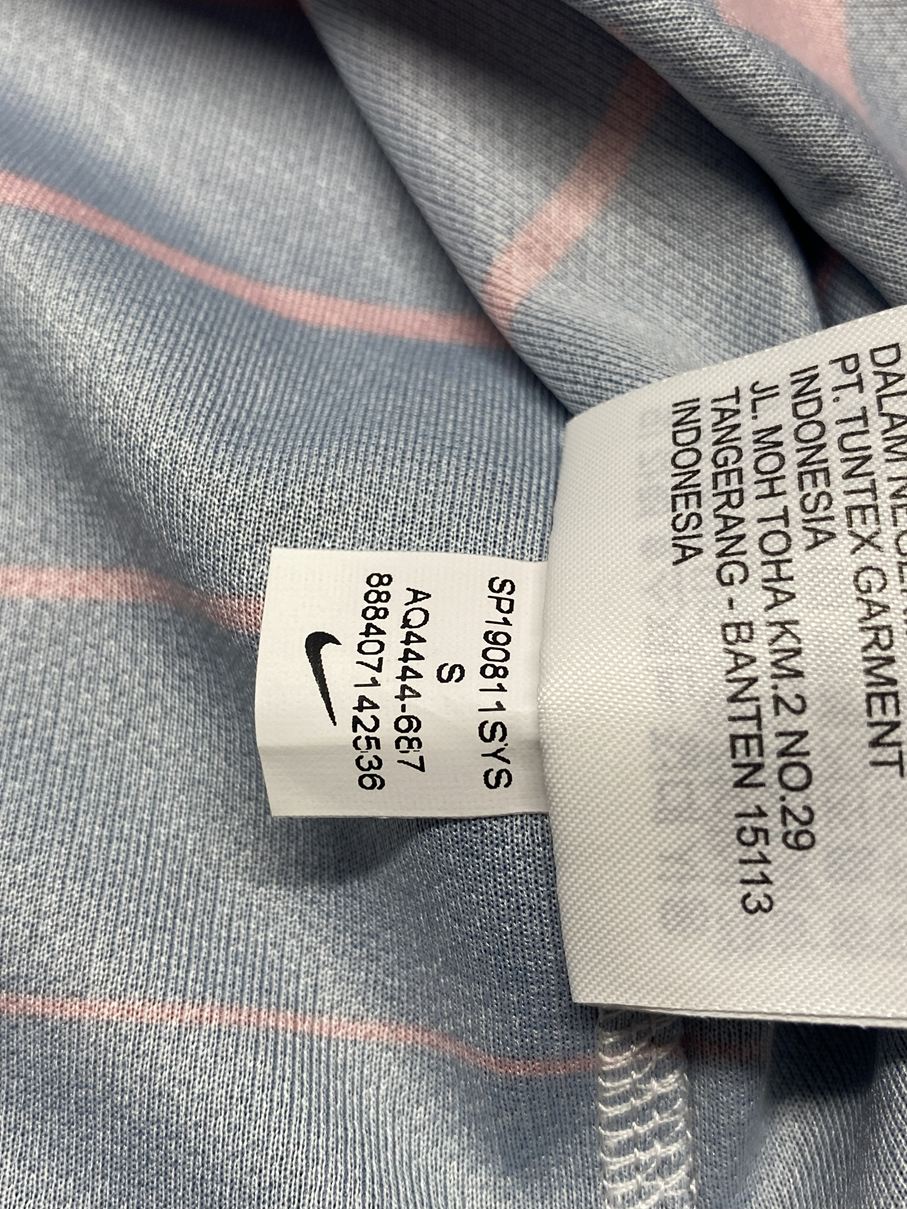 SP190811SYS
S
AQ4444-687
888407142536
PT. TUNTEX GARMENT
INDONESIA
JL. MOH TOHA KM.2 NO.29
TANGERANG - BANTEN 15113
INDONESIA